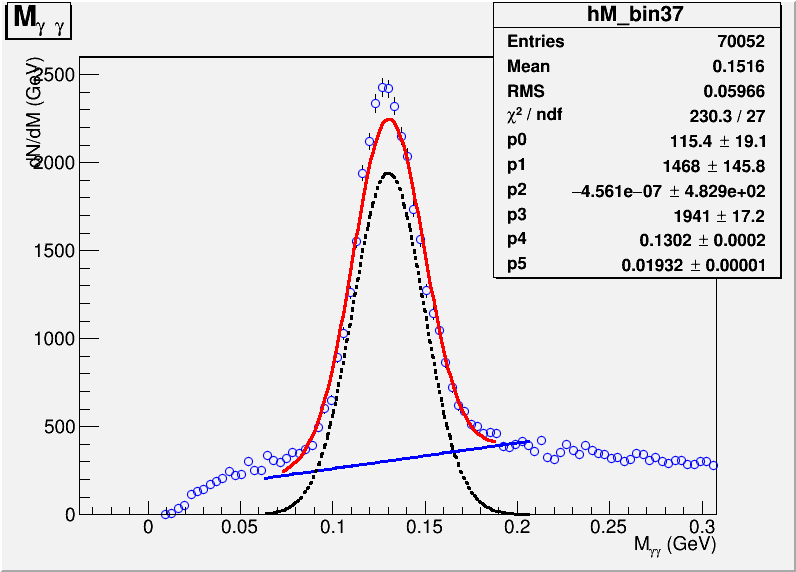 M_γ γ
hM_bin37
Entries 70052
Mean 0.1516
RMS 0.05966
χ² / ndf 230.3 / 27
p0 115.4 ± 19.1
p1 1468 ± 145.8
p2 −4.561e−07 ± 4.829e+02
p3 1941 ± 17.2
p4 0.1302 ± 0.0002
p5 0.01932 ± 0.00001
dN/dM (GeV)
2500
2000
1500
1000
500
0
0 0.05 0.1 0.15 0.2 0.25 0.3
M_γγ (GeV)